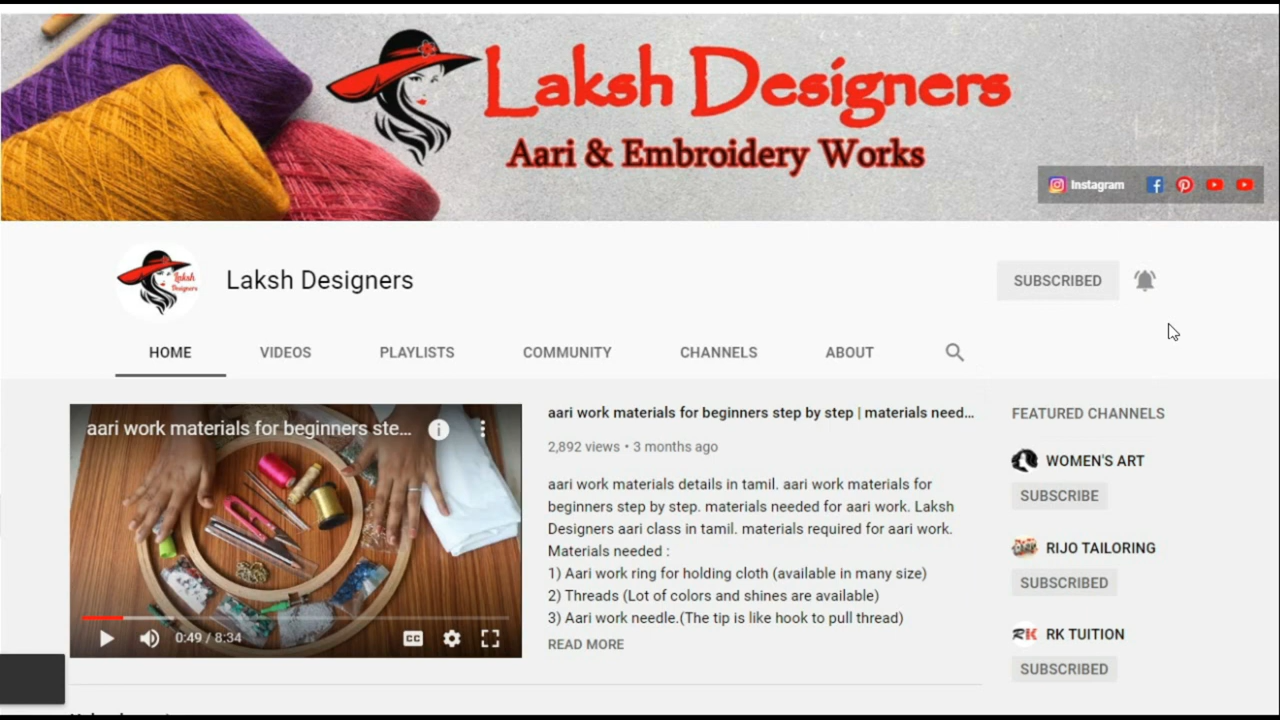 Laksh Designers
Aari & Embroidery Works
Instagram
Laksh
Designers
Laksh Designers
SUBSCRIBED
HOME
VIDEOS
PLAYLISTS
COMMUNITY
CHANNELS
ABOUT
aari work materials for beginners ste...
0:49 / 8:34
CC
aari work materials for beginners step by step | materials need...
2,892 views • 3 months ago
aari work materials details in tamil. aari work materials for
beginners step by step. materials needed for aari work. Laksh
Designers aari class in tamil. materials required for aari work.
Materials needed :
1) Aari work ring for holding cloth (available in many size)
2) Threads (Lot of colors and shines are available)
3) Aari work needle.(The tip is like hook to pull thread)
READ MORE
FEATURED CHANNELS
WOMEN'S ART
SUBSCRIBE
RIJO TAILORING
SUBSCRIBED
RK
RK TUITION
SUBSCRIBED